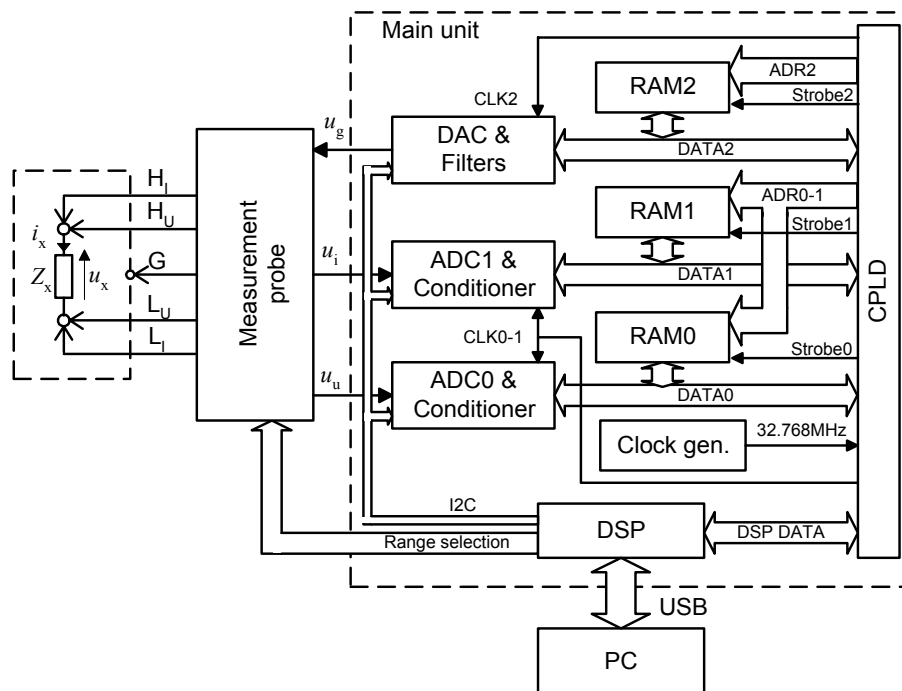 Main unit
ADR2
RAM2
CLK2
Strobe2
u_g
DAC &
Filters
DATA2
H_I
H_U
ADR0-1
RAM1
Strobe1
i_x
Z_x
u_x
G
Measurement
probe
u_i
ADC1 &
Conditioner
DATA1
CPLD
L_U
L_I
CLK0-1
RAM0
Strobe0
u_u
ADC0 &
Conditioner
DATA0
Clock gen.
32.768MHz
I2C
Range selection
DSP
DSP DATA
USB
PC